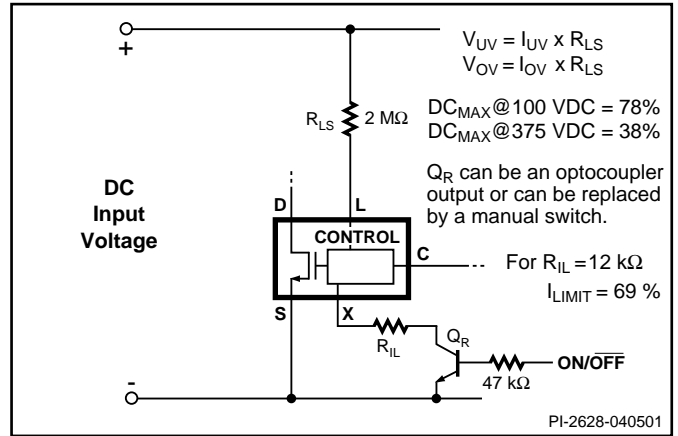 +
V_UV = I_UV x R_LS
V_OV = I_OV x R_LS
R_LS
2 MΩ
DC_MAX@100 VDC = 78%
DC_MAX@375 VDC = 38%
Q_R can be an optocoupler
output or can be replaced
by a manual switch.
DC
Input
Voltage
D
L
CONTROL
C
For R_IL = 12 kΩ
I_LIMIT = 69 %
S
X
R_IL
Q_R
47 kΩ
ON/O̅F̅F̅
-
PI-2628-040501